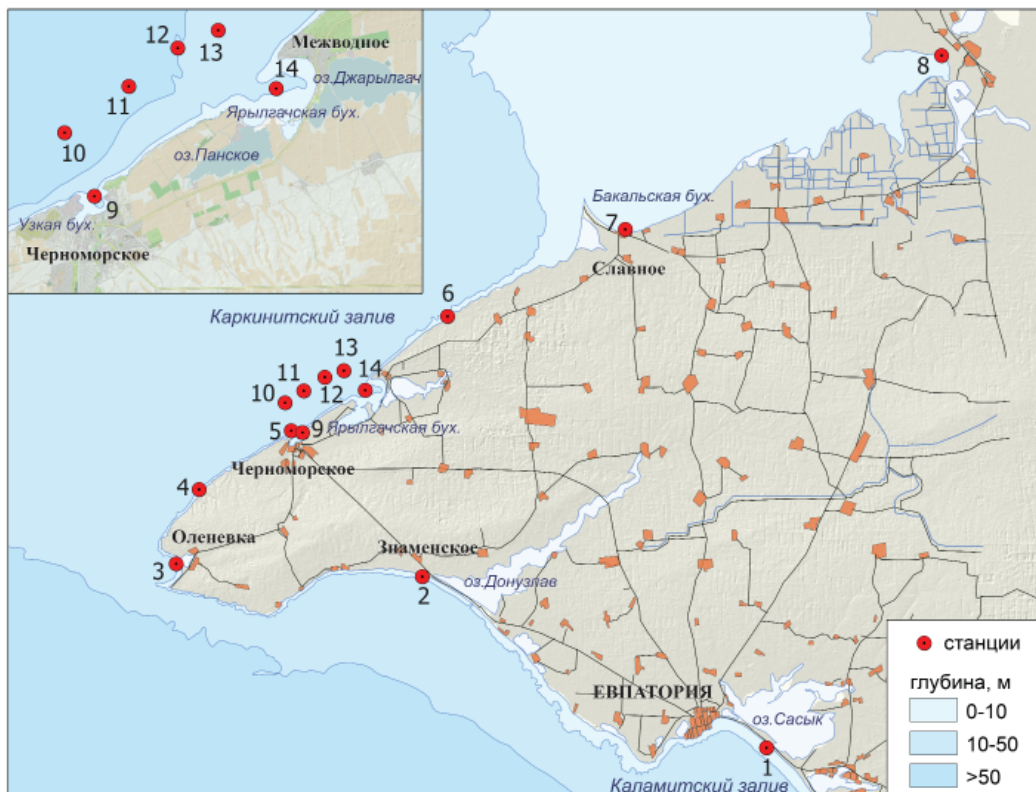 12
13
Межводное
14
оз.Джарылгач
11
Ярылгачская бух.
10
оз.Панское
9
Узкая бух.
Черноморское
8
Бакальская бух.
7
Славное
6
Каркинитский залив
13
11
14
10
12
5
9
Ярылгачская бух.
Черноморское
4
Оленевка
Знаменское
3
оз.Донузлав
2
ЕВПАТОРИЯ
оз.Сасык
1
Каламитский залив
станции
глубина, м
0-10
10-50
>50